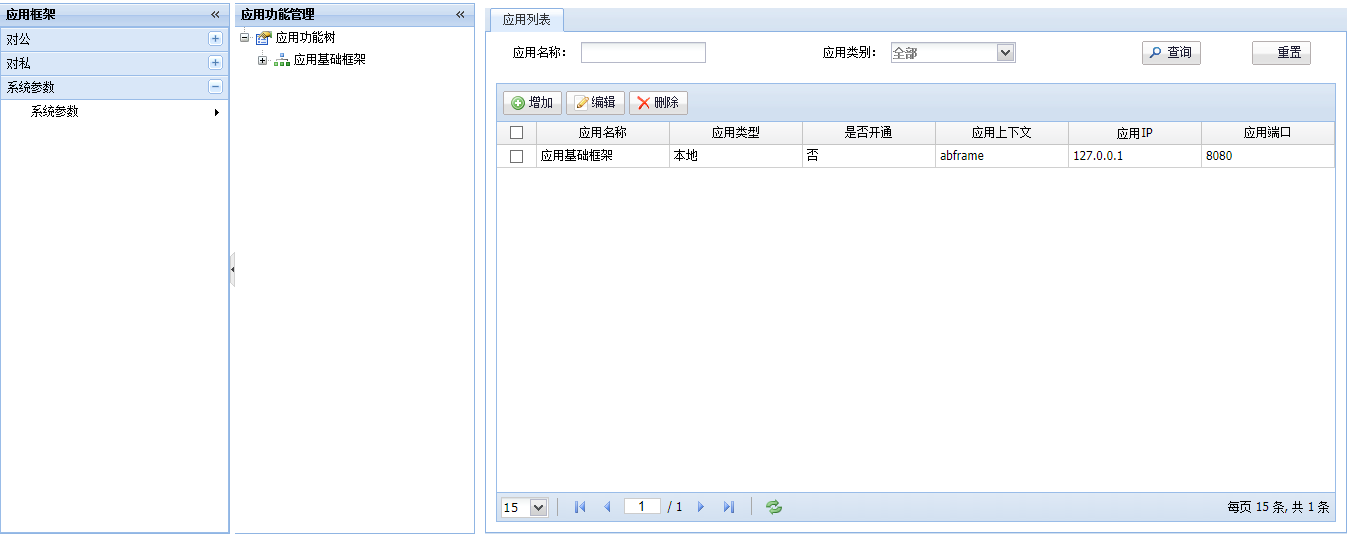 应用框架
对公
对私
系统参数
系统参数
应用功能管理
应用功能树
应用基础框架
应用列表
应用名称： 应用类别： 全部 查询 重置
增加 编辑 删除
应用名称 应用类型 是否开通 应用上下文 应用IP 应用端口
应用基础框架 本地 否 abframe 127.0.0.1 8080
15 1 / 1 每页 15 条, 共 1 条